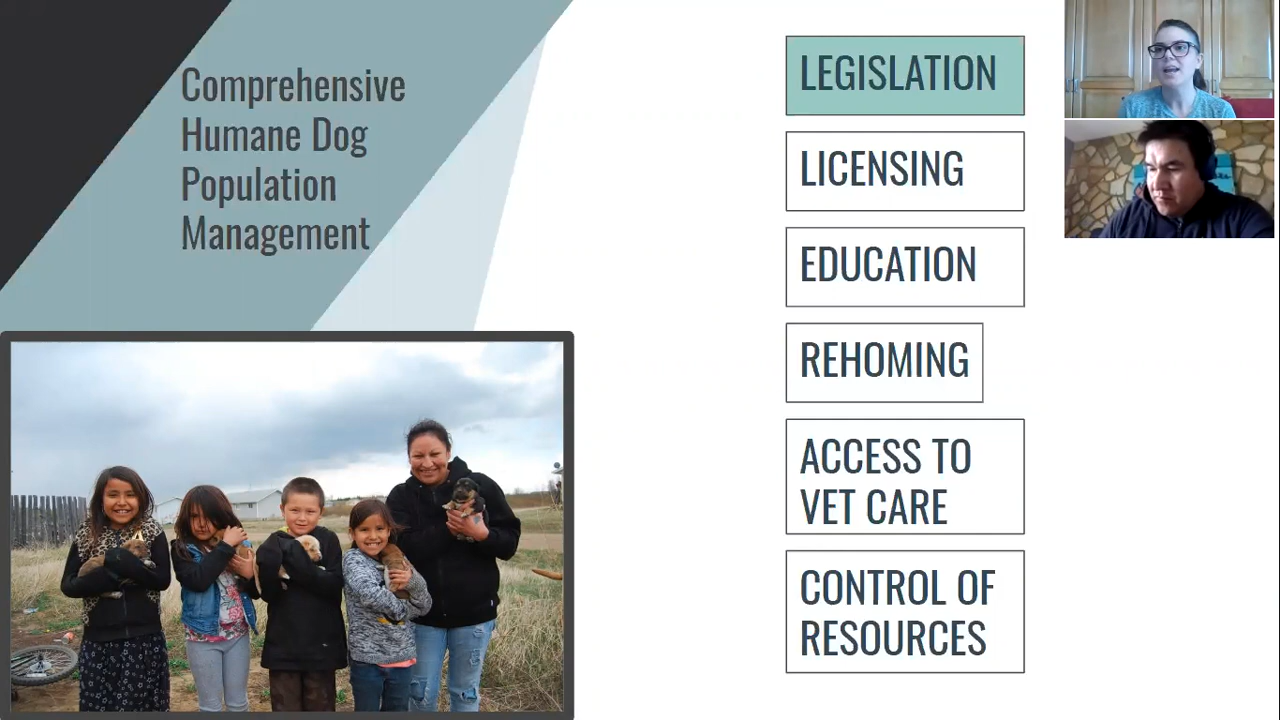 Comprehensive
Humane Dog
Population
Management
LEGISLATION
LICENSING
EDUCATION
REHOMING
ACCESS TO
VET CARE
CONTROL OF
RESOURCES